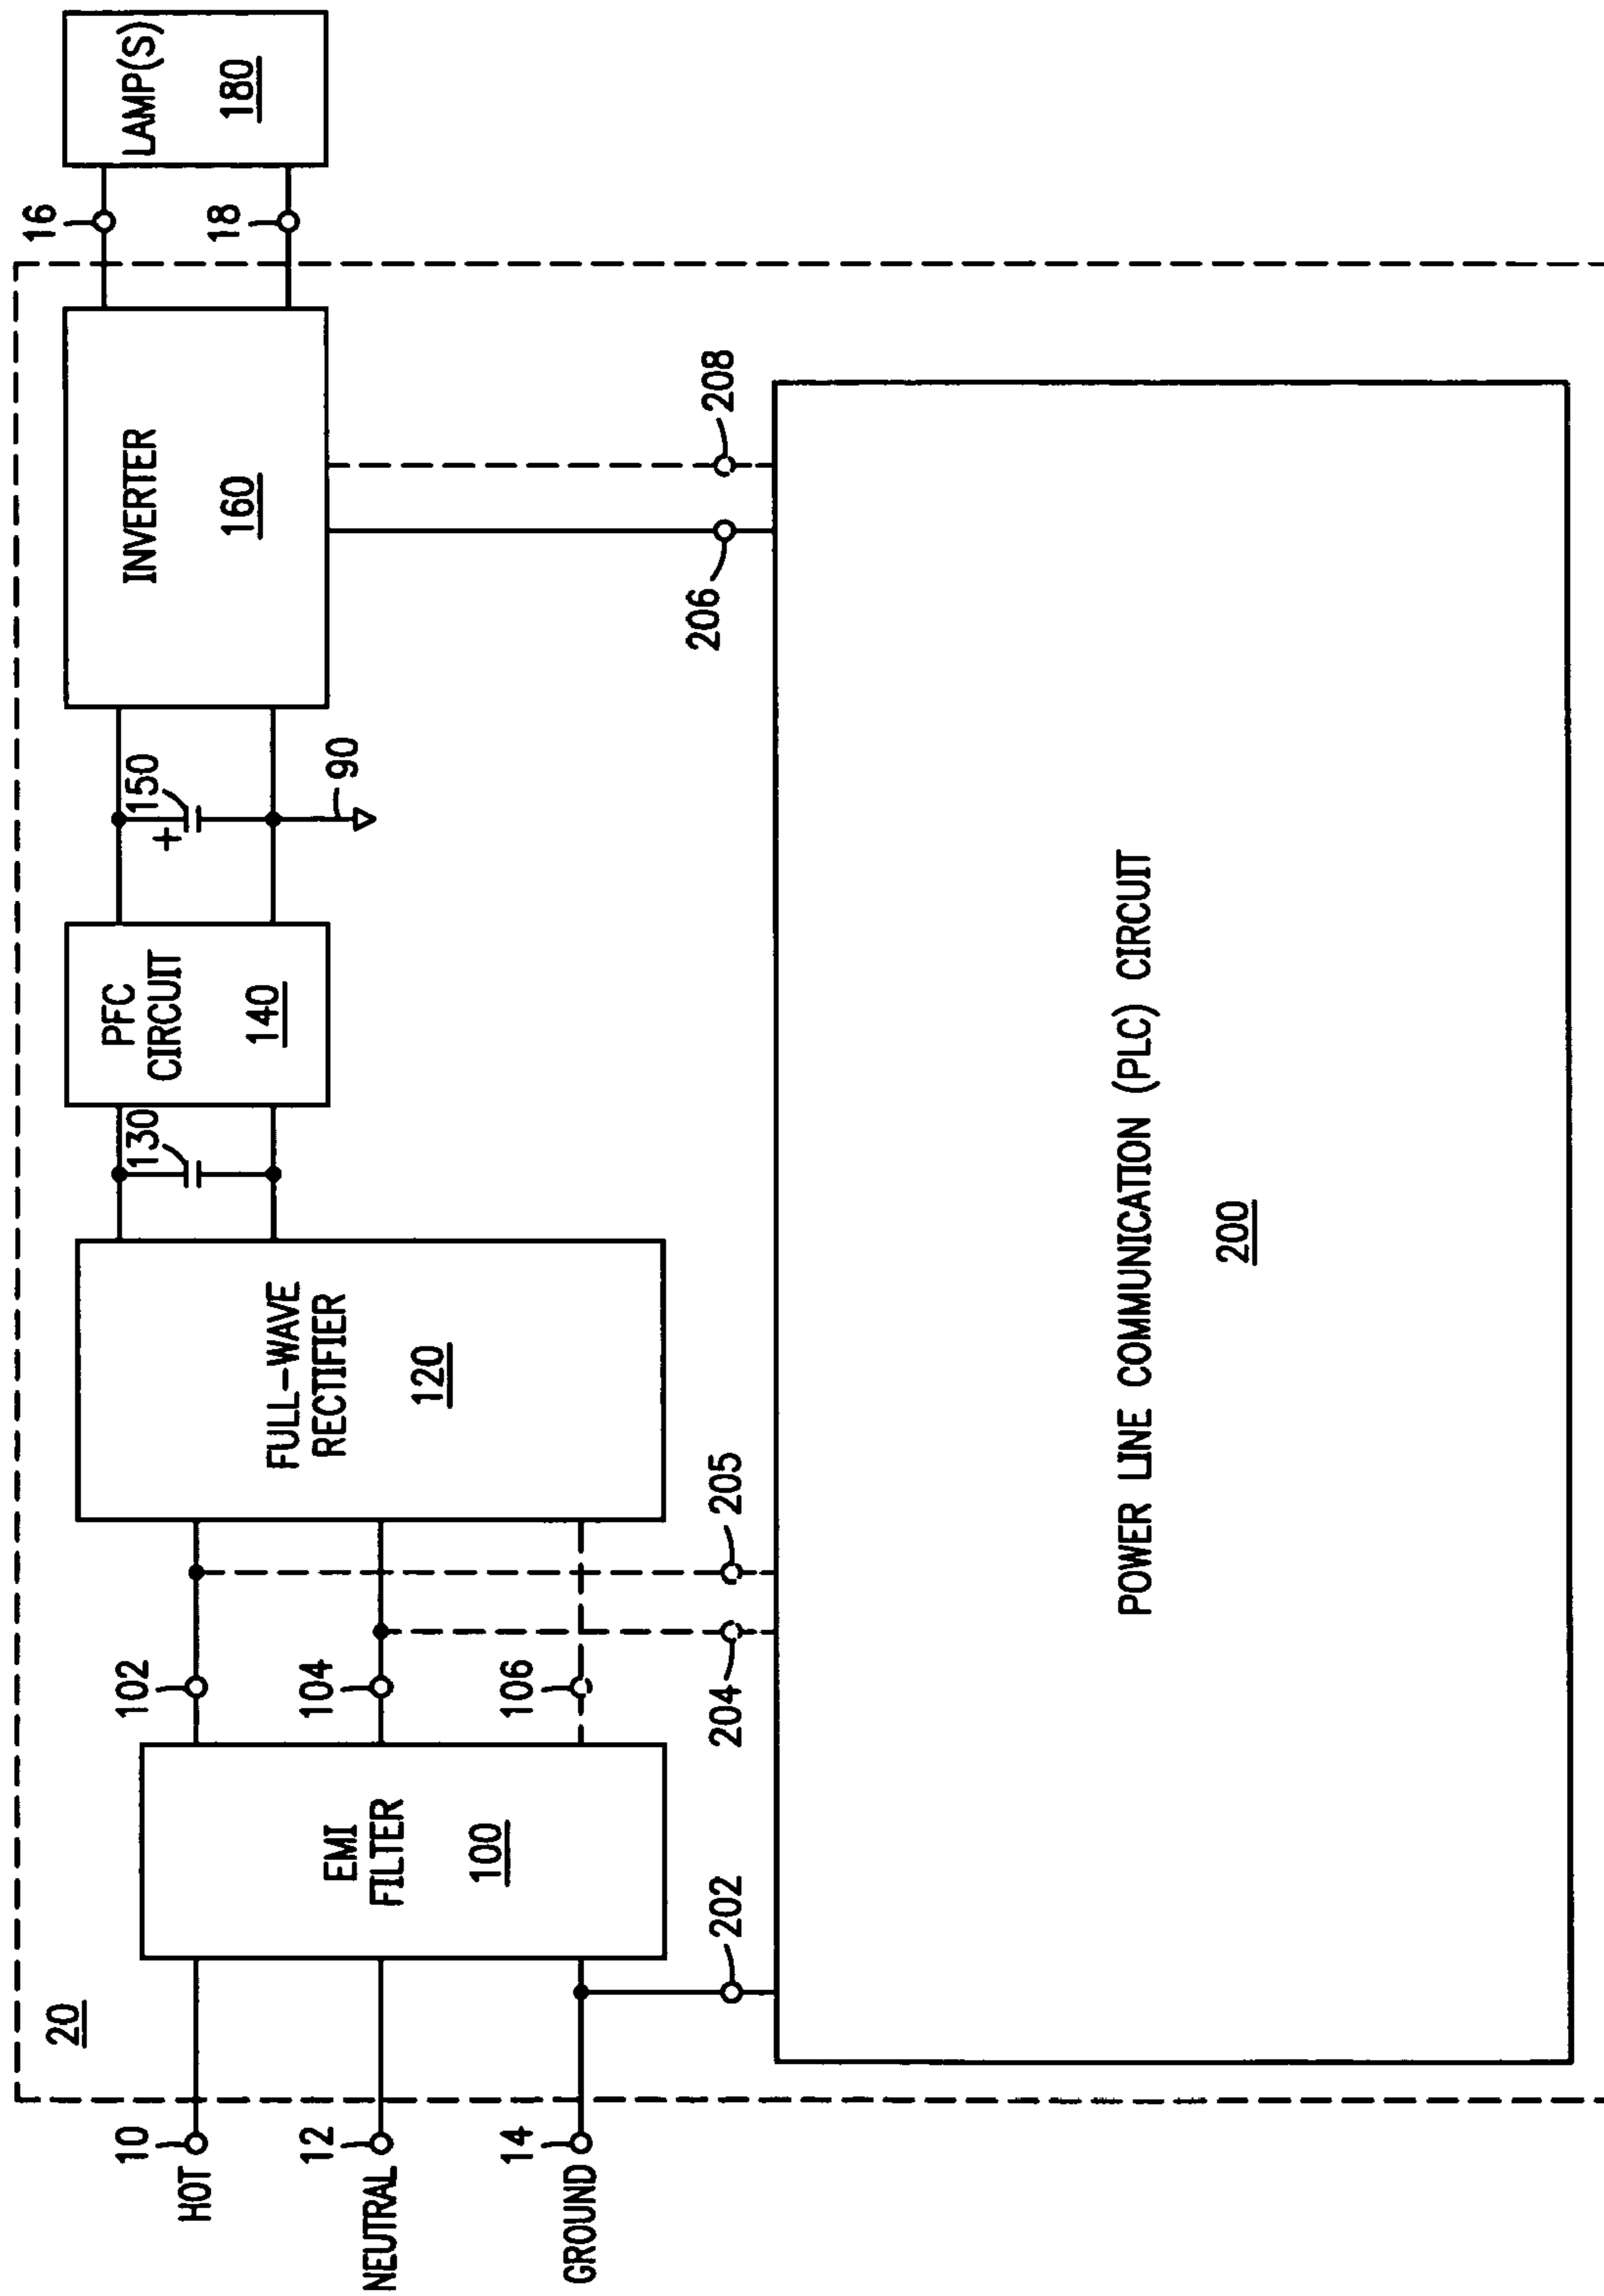 20
10
HOT
12
NEUTRAL
14
GROUND
EMI
FILTER
100
102
104
106
FULL-WAVE
RECTIFIER
120
130
PFC
CIRCUIT
140
+
150
90
INVERTER
160
16
18
LAMP(S)
180
202
204
205
206
208
POWER LINE COMMUNICATION (PLC) CIRCUIT
200